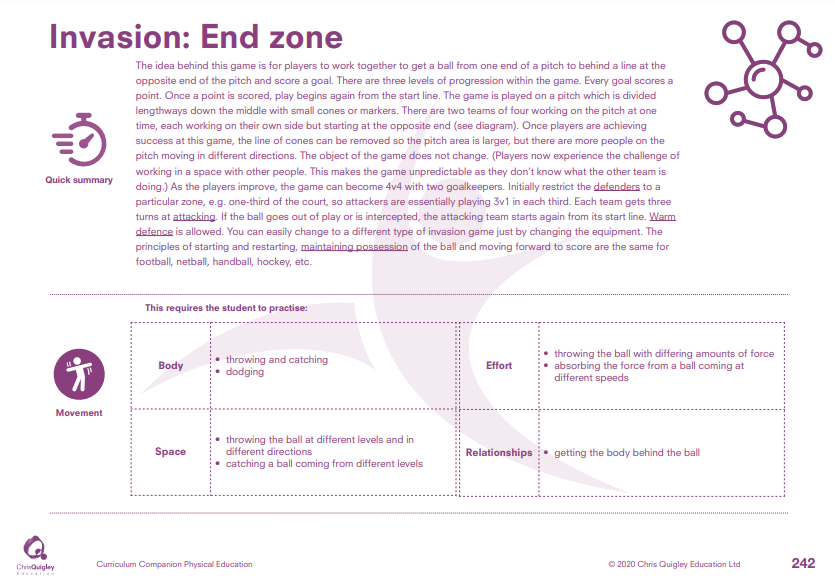 Invasion: End zone
The idea behind this game is for players to work together to get a ball from one end of a pitch to behind a line at the
opposite end of the pitch and score a goal. There are three levels of progression within the game. Every goal scores a
point. Once a point is scored, play begins again from the start line. The game is played on a pitch which is divided
lengthways down the middle with small cones or markers. There are two teams of four working on the pitch at one
time, each working on their own side but starting at the opposite end (see diagram). Once players are achieving
success at this game, the line of cones can be removed so the pitch area is larger, but there are more people on the
pitch moving in different directions. The object of the game does not change. (Players now experience the challenge of
working in a space with other people. This makes the game unpredictable as they don't know what the other team is
doing.) As the players improve, the game can become 4v4 with two goalkeepers. Initially restrict the defenders to a
particular zone, e.g. one-third of the court, so attackers are essentially playing 3v1 in each third. Each team gets three
turns at attacking. If the ball goes out of play or is intercepted, the attacking team starts again from its start line. Warm
defence is allowed. You can easily change to a different type of invasion game just by changing the equipment. The
principles of starting and restarting, maintaining possession of the ball and moving forward to score are the same for
football, netball, handball, hockey, etc.
Quick summary
This requires the student to practise:
Movement
Body
• throwing and catching
• dodging
Effort
• throwing the ball with differing amounts of force
• absorbing the force from a ball coming at
different speeds
Space
• throwing the ball at different levels and in
different directions
• catching a ball coming from different levels
Relationships
• getting the body behind the ball
ChrisQuigley
Education
Curriculum Companion Physical Education
© 2020 Chris Quigley Education Ltd
242